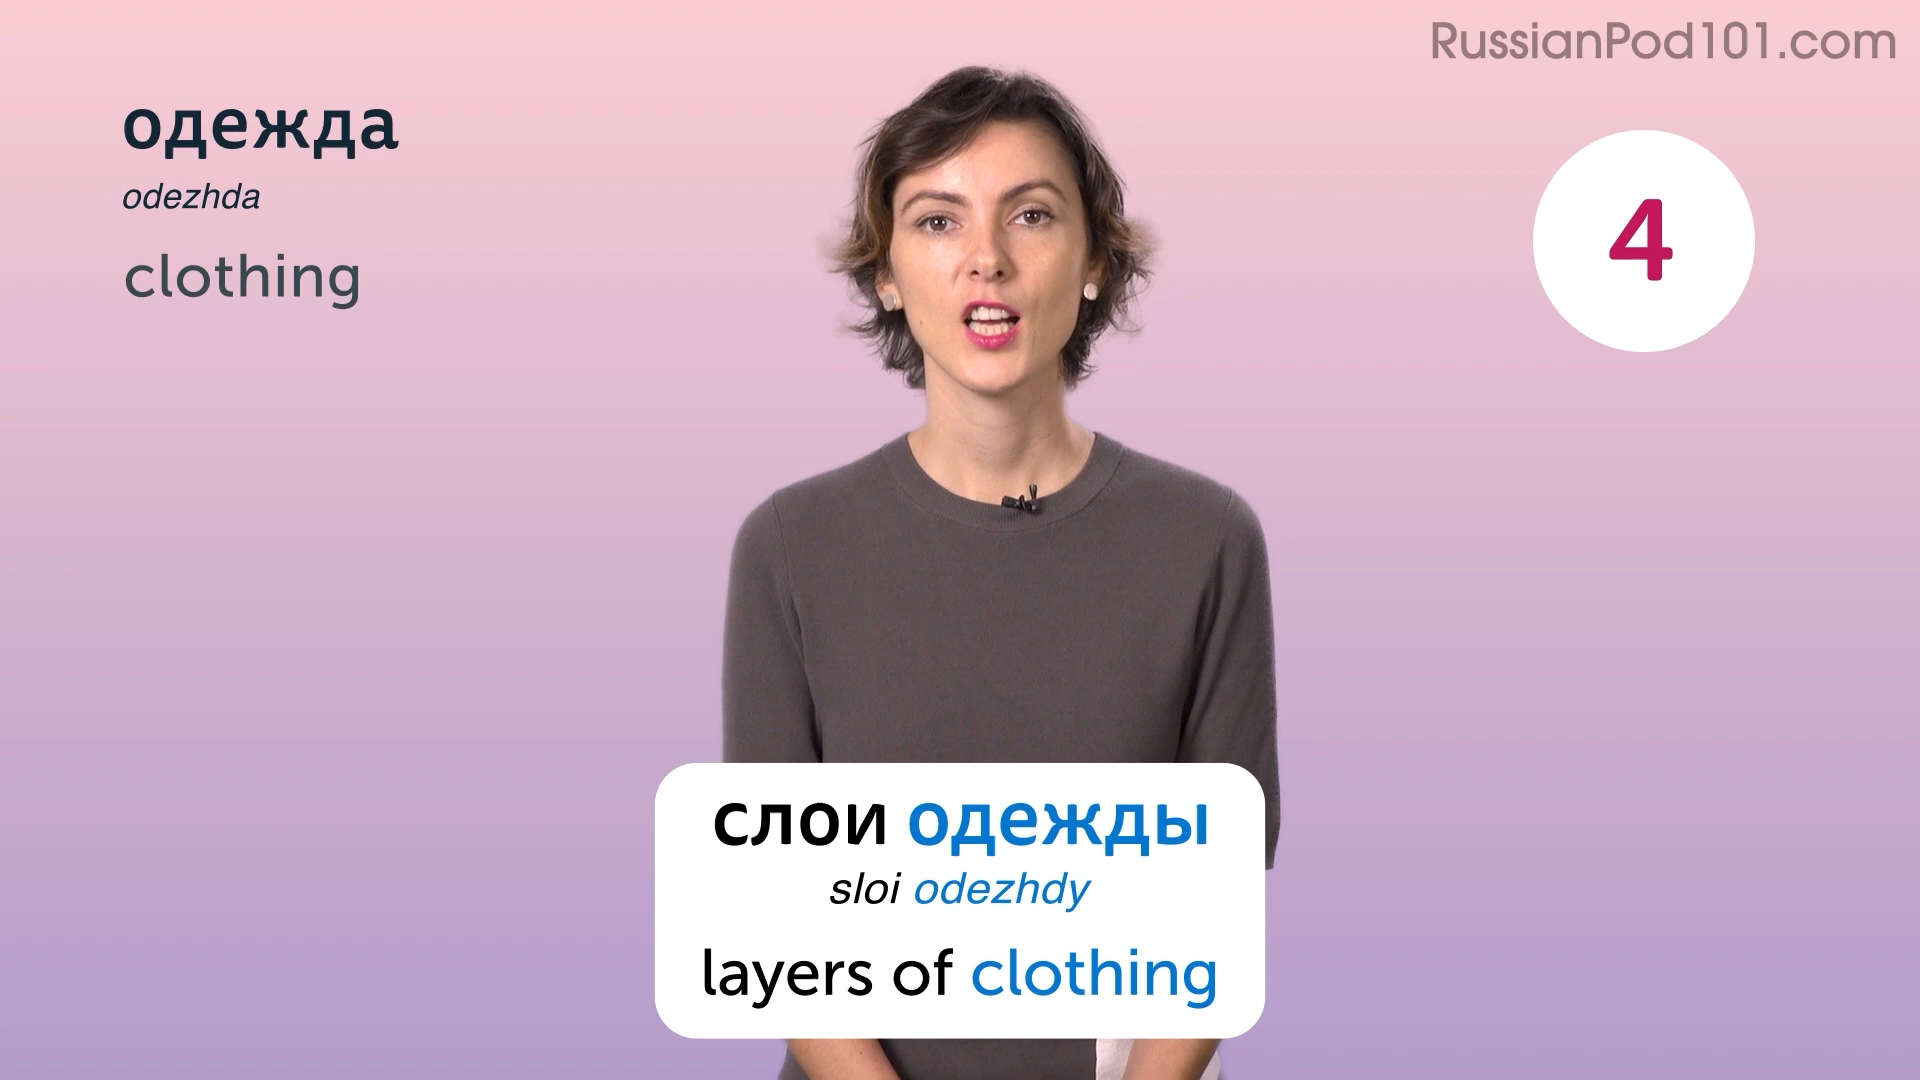 RussianPod101.com
одежда
odezhda
clothing
4
слои одежды
sloi odezhdy
layers of clothing